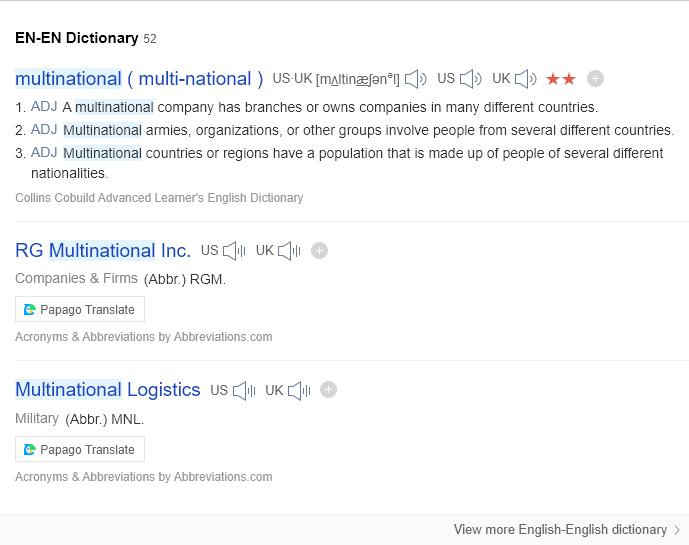 EN-EN Dictionary 52
multinational ( multi-national ) US·UK [mʌltinæʃənᵊl] US UK ★★
1. ADJ A multinational company has branches or owns companies in many different countries.
2. ADJ Multinational armies, organizations, or other groups involve people from several different countries.
3. ADJ Multinational countries or regions have a population that is made up of people of several different
nationalities.
Collins Cobuild Advanced Learner's English Dictionary
RG Multinational Inc. US UK
Companies & Firms (Abbr.) RGM.
Papago Translate
Acronyms & Abbreviations by Abbreviations.com
Multinational Logistics US UK
Military (Abbr.) MNL.
Papago Translate
Acronyms & Abbreviations by Abbreviations.com
View more English-English dictionary >